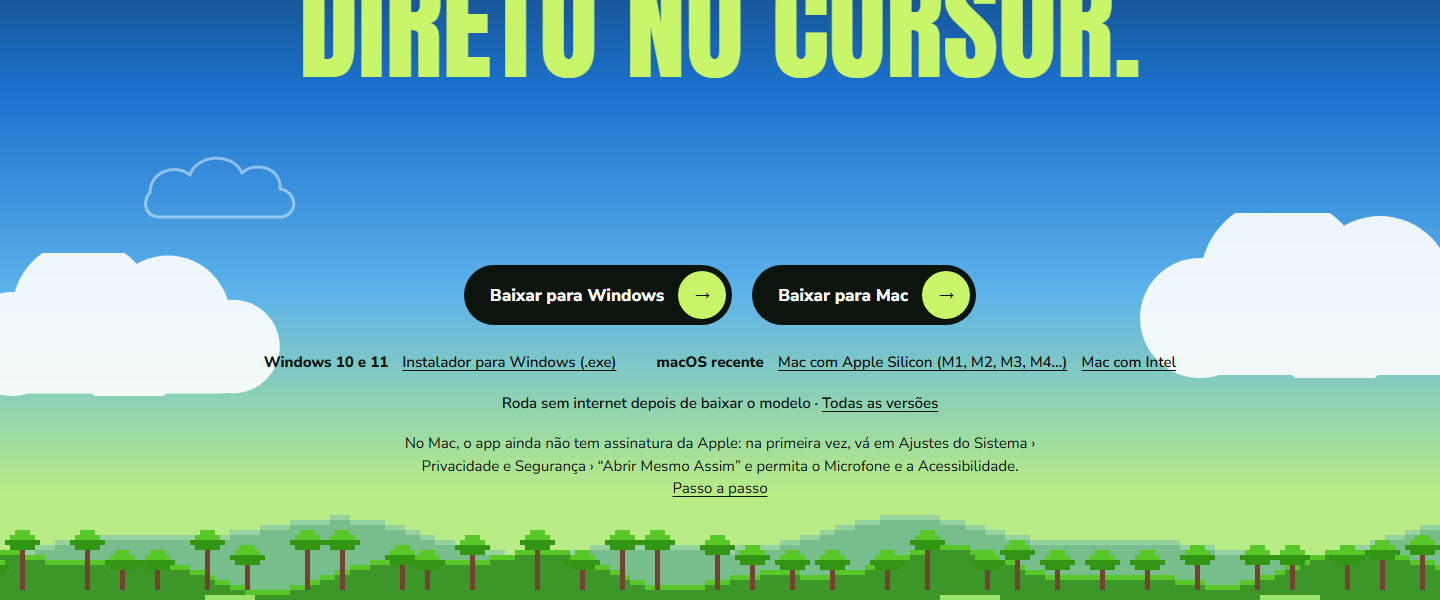 DIRETO NO CURSOR.
Baixar para Windows → Baixar para Mac →
Windows 10 e 11 Instalador para Windows (.exe) macOS recente Mac com Apple Silicon (M1, M2, M3, M4...) Mac com Intel
Roda sem internet depois de baixar o modelo · Todas as versões
No Mac, o app ainda não tem assinatura da Apple: na primeira vez, vá em Ajustes do Sistema ›
Privacidade e Segurança › “Abrir Mesmo Assim” e permita o Microfone e a Acessibilidade.
Passo a passo